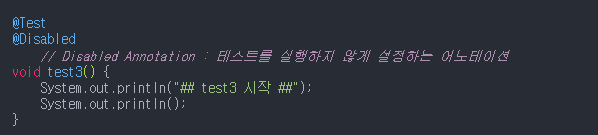 @Test
@Disabled
    // Disabled Annotation : 테스트를 실행하지 않게 설정하는 어노테이션
void test3() {
    System.out.println("## test3 시작 ##");
    System.out.println();
}